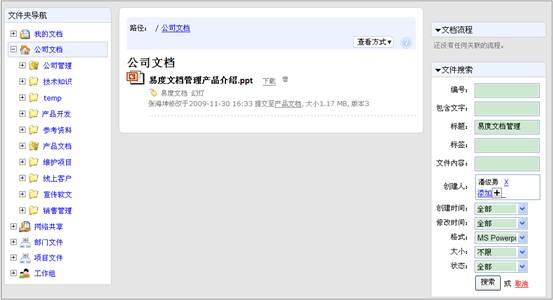 文件夹导航
我的文档
公司文档
公司管理
技术知识
temp
产品开发
参考资料
产品文档
维护项目
线上客户
宣传软文
销售管理
网络共享
部门文件
项目文件
工作组
路径： / 公司文档
查看方式
公司文档
易度文档管理产品介绍.ppt 下载
易度文档 幻灯
张海坤修改于2009-11-30 16:33 提交至产品文档, 大小1.17 MB, 版本3
文档流程
还没有任何关联的流程。
文件搜索
编号：
包含文字：
标题： 易度文档管理
标签：
文件内容：
创建人： 潘俊勇 X
添加
创建时间： 全部
修改时间： 全部
格式： MS Powerp
大小： 不限
状态： 全部
搜索 或 取消